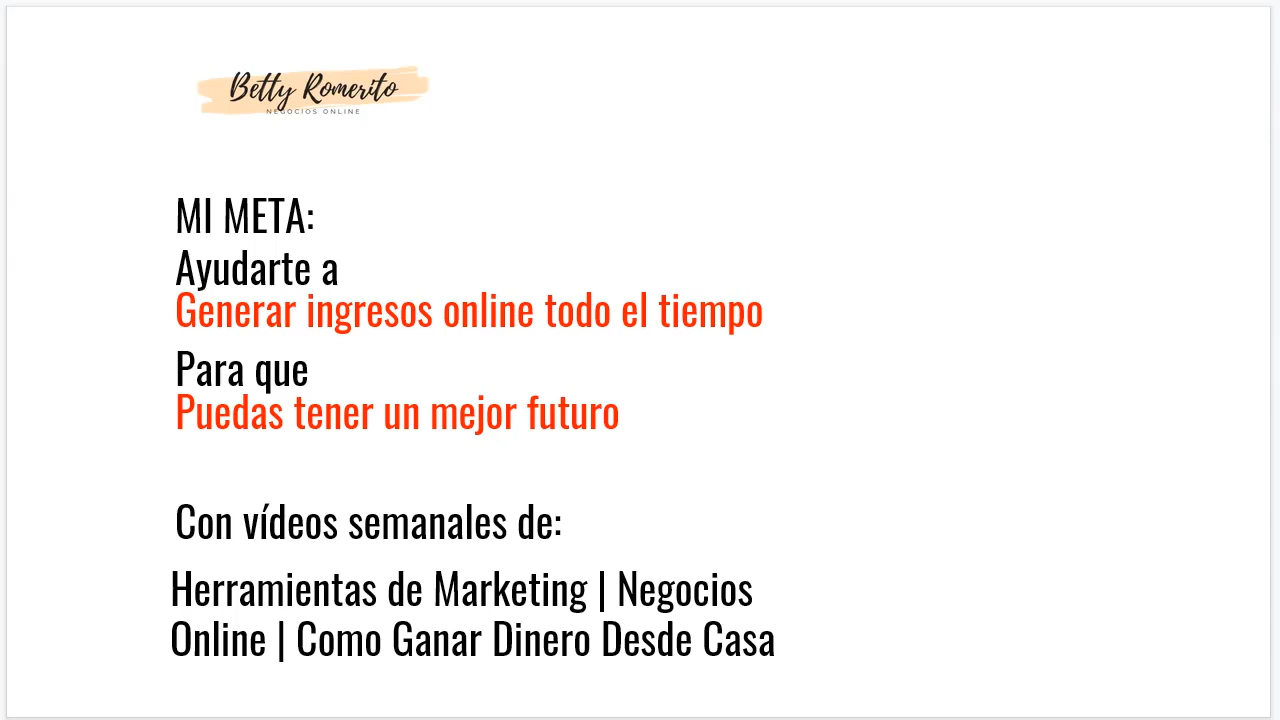 Betty Romerito
NEGOCIOS ONLINE
MI META:
Ayudarte a
Generar ingresos online todo el tiempo
Para que
Puedas tener un mejor futuro
Con vídeos semanales de:
Herramientas de Marketing | Negocios
Online | Como Ganar Dinero Desde Casa